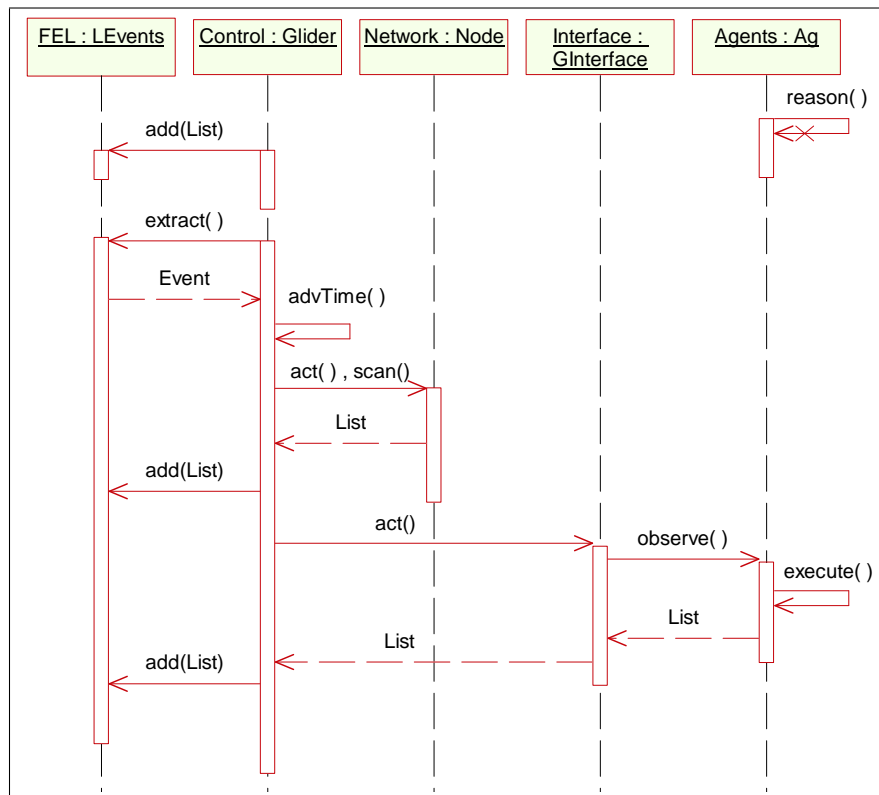 FEL : LEvents
Control : Glider
Network : Node
Interface :
GInterface
Agents : Ag
reason( )
add(List)
extract( )
Event
advTime( )
act( ) , scan()
List
add(List)
act()
observe( )
execute( )
List
List
add(List)